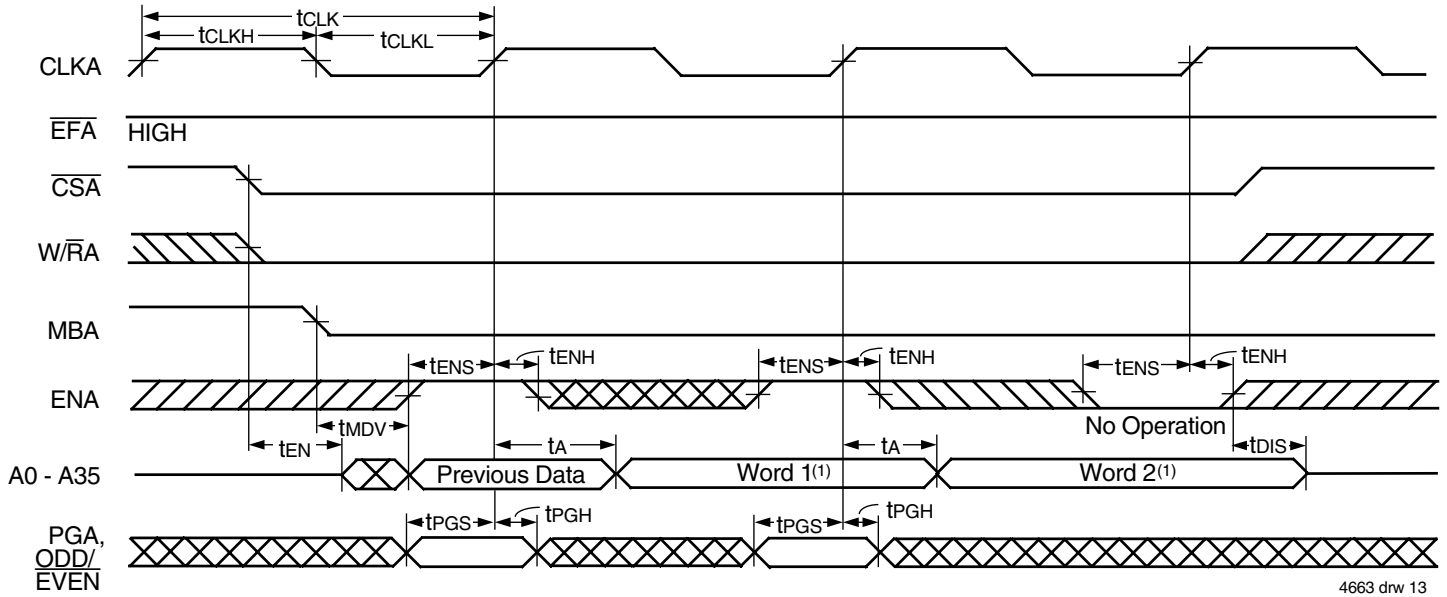 tCLK
tCLKH
tCLKL
CLKA
EFA HIGH
CSA
W/RA
MBA
tENS tENH tENS tENH tENS tENH
ENA
No Operation
tMDV
tEN tA tA tDIS
A0 - A35 Previous Data Word 1(1) Word 2(1)
tPGS tPGH tPGS tPGH
PGA,
ODD/
EVEN
4663 drw 13